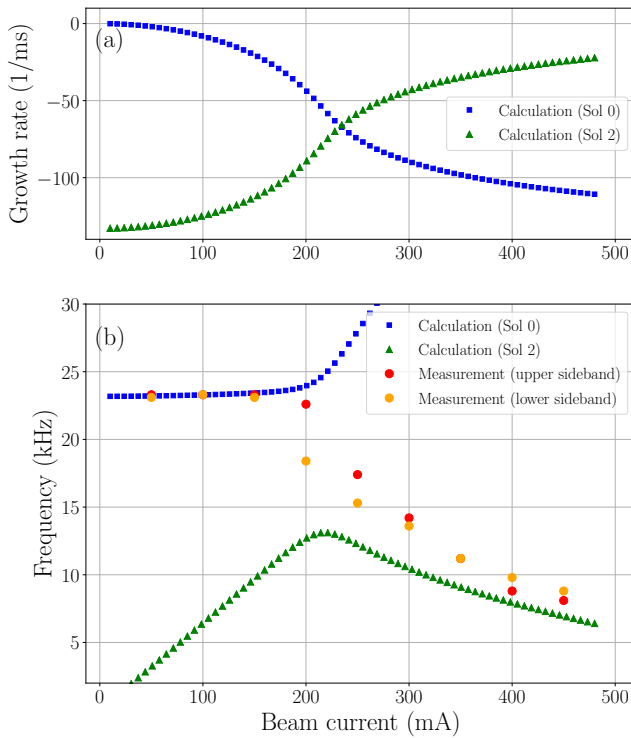 (a)
Growth rate (1/ms)
0
−50
−100
Calculation (Sol 0)
Calculation (Sol 2)
0 100 200 300 400 500
(b)
Frequency (kHz)
30
25
20
15
10
5
Calculation (Sol 0)
Calculation (Sol 2)
Measurement (upper sideband)
Measurement (lower sideband)
0 100 200 300 400 500
Beam current (mA)